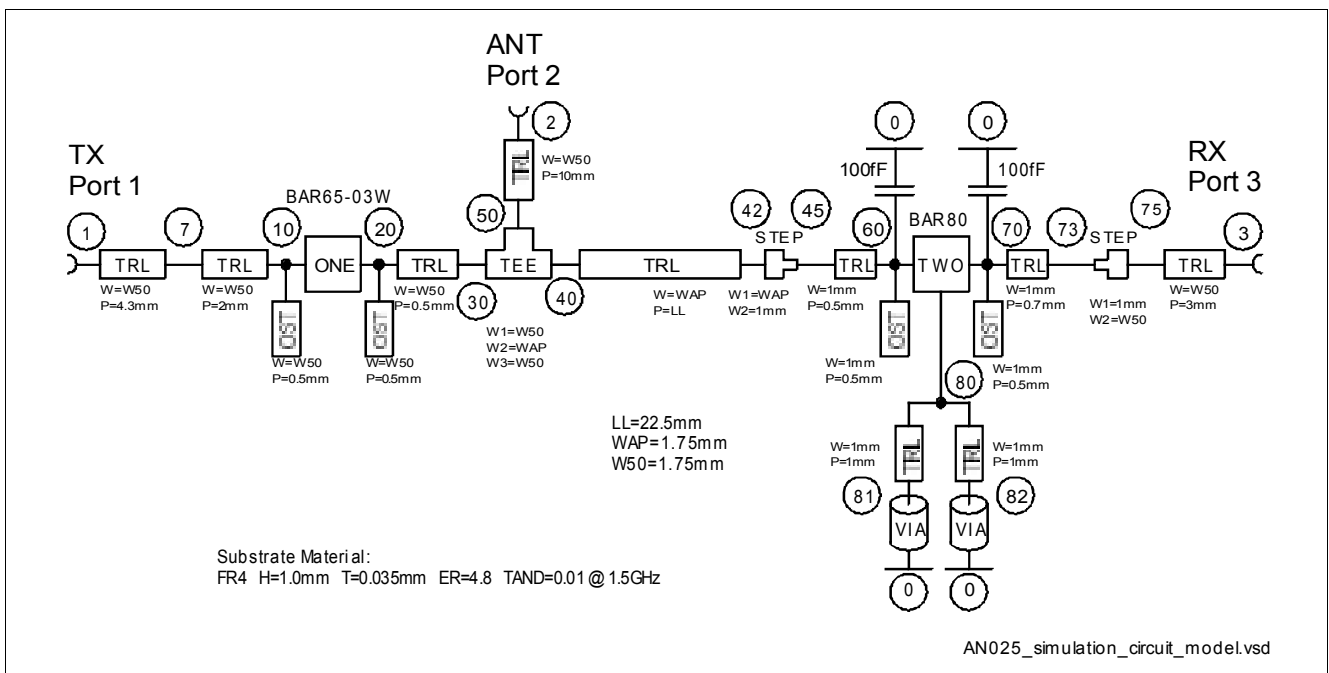 ANT
Port 2
2
0
0
TX
Port 1
TRL
W=W50
P=10mm
100fF
100fF
RX
Port 3
BAR65-03W
50
42
45
60
BAR80
70
73
75
1
7
10
20
STEP
STEP
3
TRL
TRL
ONE
TRL
TEE
TRL
TRL
TWO
TRL
TRL
W=W50
P=4.3mm
W=W50
P=2mm
W=W50
P=0.5mm
30
40
W=WAP
P=LL
W1=WAP
W2=1mm
W=1mm
P=0.5mm
W=1mm
P=0.7mm
W1=1mm
W2=W50
W=W50
P=3mm
OST
OST
OST
OST
W1=W50
W2=WAP
W3=W50
W=W50
P=0.5mm
W=W50
P=0.5mm
W=1mm
P=0.5mm
W=1mm
P=0.5mm
80
LL=22.5mm
WAP=1.75mm
W50=1.75mm
W=1mm
P=1mm
TRL
TRL
W=1mm
P=1mm
81
82
VIA
VIA
Substrate Material:
FR4 H=1.0mm T=0.035mm ER=4.8 TAND=0.01 @ 1.5GHz
0
0
AN025_simulation_circuit_model.vsd